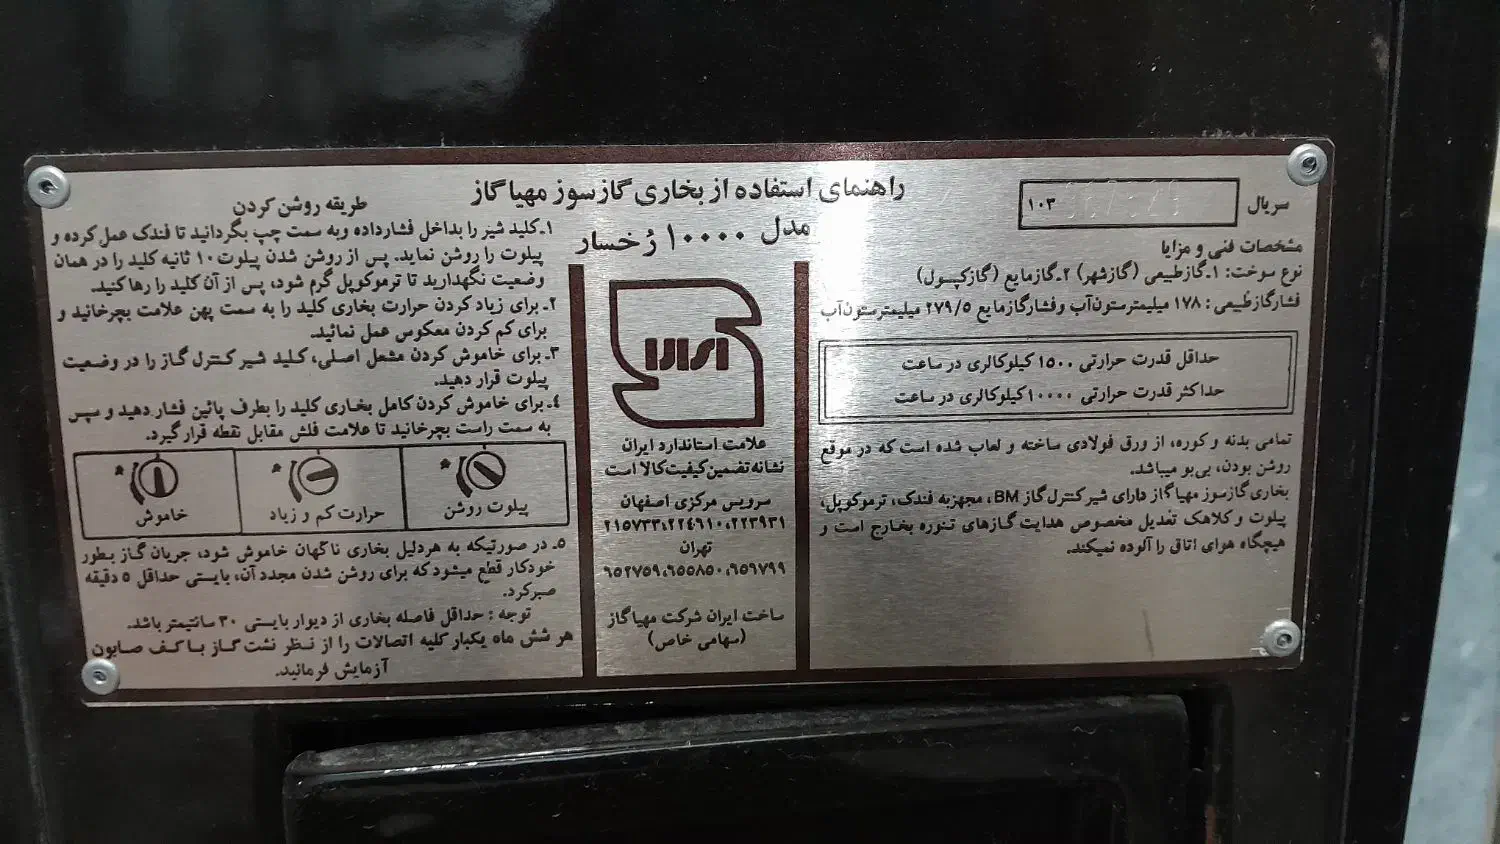 راهنمای استفاده از بخاری گازسوز مهیاگاز
مدل ۱۰۰۰۰ رُخسار
سریال
۱۰۳
مشخصات فنی و مزایا
نوع سوخت: ۱ـ گازطبیعی (گازشهر) ۲ـ گازمایع (گازکپسول)
فشارگازطبیعی: ۱۷۸ میلیمترستون‌آب وفشارگازمایع ۲۷۹/۵ میلیمترستون‌آب
حداقل قدرت حرارتی ۱۵۰۰ کیلوکالری در ساعت
حداکثر قدرت حرارتی ۱۰۰۰۰ کیلوکالری در ساعت
تمامی بدنه و کوره، از ورق فولادی ساخته و لعاب شده است که در موقع
روشن بودن، بی‌بو میباشد.
بخاری گازسوز مهیاگاز دارای شیرکنترل گاز BM، مجهزبه فندک، ترموکوپل،
پیلوت و کلاهک تعدیل مخصوص هدایت گازهای تنوره بخارج است و
هیچگاه هوای اتاق را آلوده نمیکند.
علامت استاندارد ایران
نشانه تضمین کیفیت کالا است
سرویس مرکزی اصفهان
۲۱۵۷۳۳،۲۲۴۹۱۰،۲۲۳۹۳۱
تهران
۶۵۲۷۵۹،۶۵۵۸۵۰،۶۵۹۷۹۹
ساخت ایران شرکت مهیاگاز
(سهامی خاص)
طریقه روشن کردن
۱ـ کلید شیر را بداخل فشارداده وبه سمت چپ بگردانید تا فندک عمل کرده و
پیلوت را روشن نماید. پس از روشن شدن پیلوت ۱۰ ثانیه کلید را در همان
وضعیت نگهدارید تا ترموکوپل گرم شود، پس از آن کلید را رها کنید.
۲ـ برای زیاد کردن حرارت بخاری کلید را به سمت پهن علامت بچرخانید و
برای کم کردن معکوس عمل نمائید.
۳ـ برای خاموش کردن مشعل اصلی، کلید شیر کنترل گاز را در وضعیت
پیلوت قرار دهید.
۴ـ برای خاموش کردن کامل بخاری کلید را بطرف پائین فشار دهید و سپس
به سمت راست بچرخانید تا علامت فلش مقابل نقطه قرار گیرد.
پیلوت روشن
حرارت کم و زیاد
خاموش
۵ـ در صورتیکه به هردلیل بخاری ناگهان خاموش شود، جریان گاز بطور
خودکار قطع میشود که برای روشن شدن مجدد آن، بایستی حداقل ۵ دقیقه
صبرکرد.
توجه: حداقل فاصله بخاری از دیوار بایستی ۳۰ سانتیمتر باشد.
هر شش ماه یکبار کلیه اتصالات را از نظر نشت گاز با کف صابون
آزمایش فرمائید.